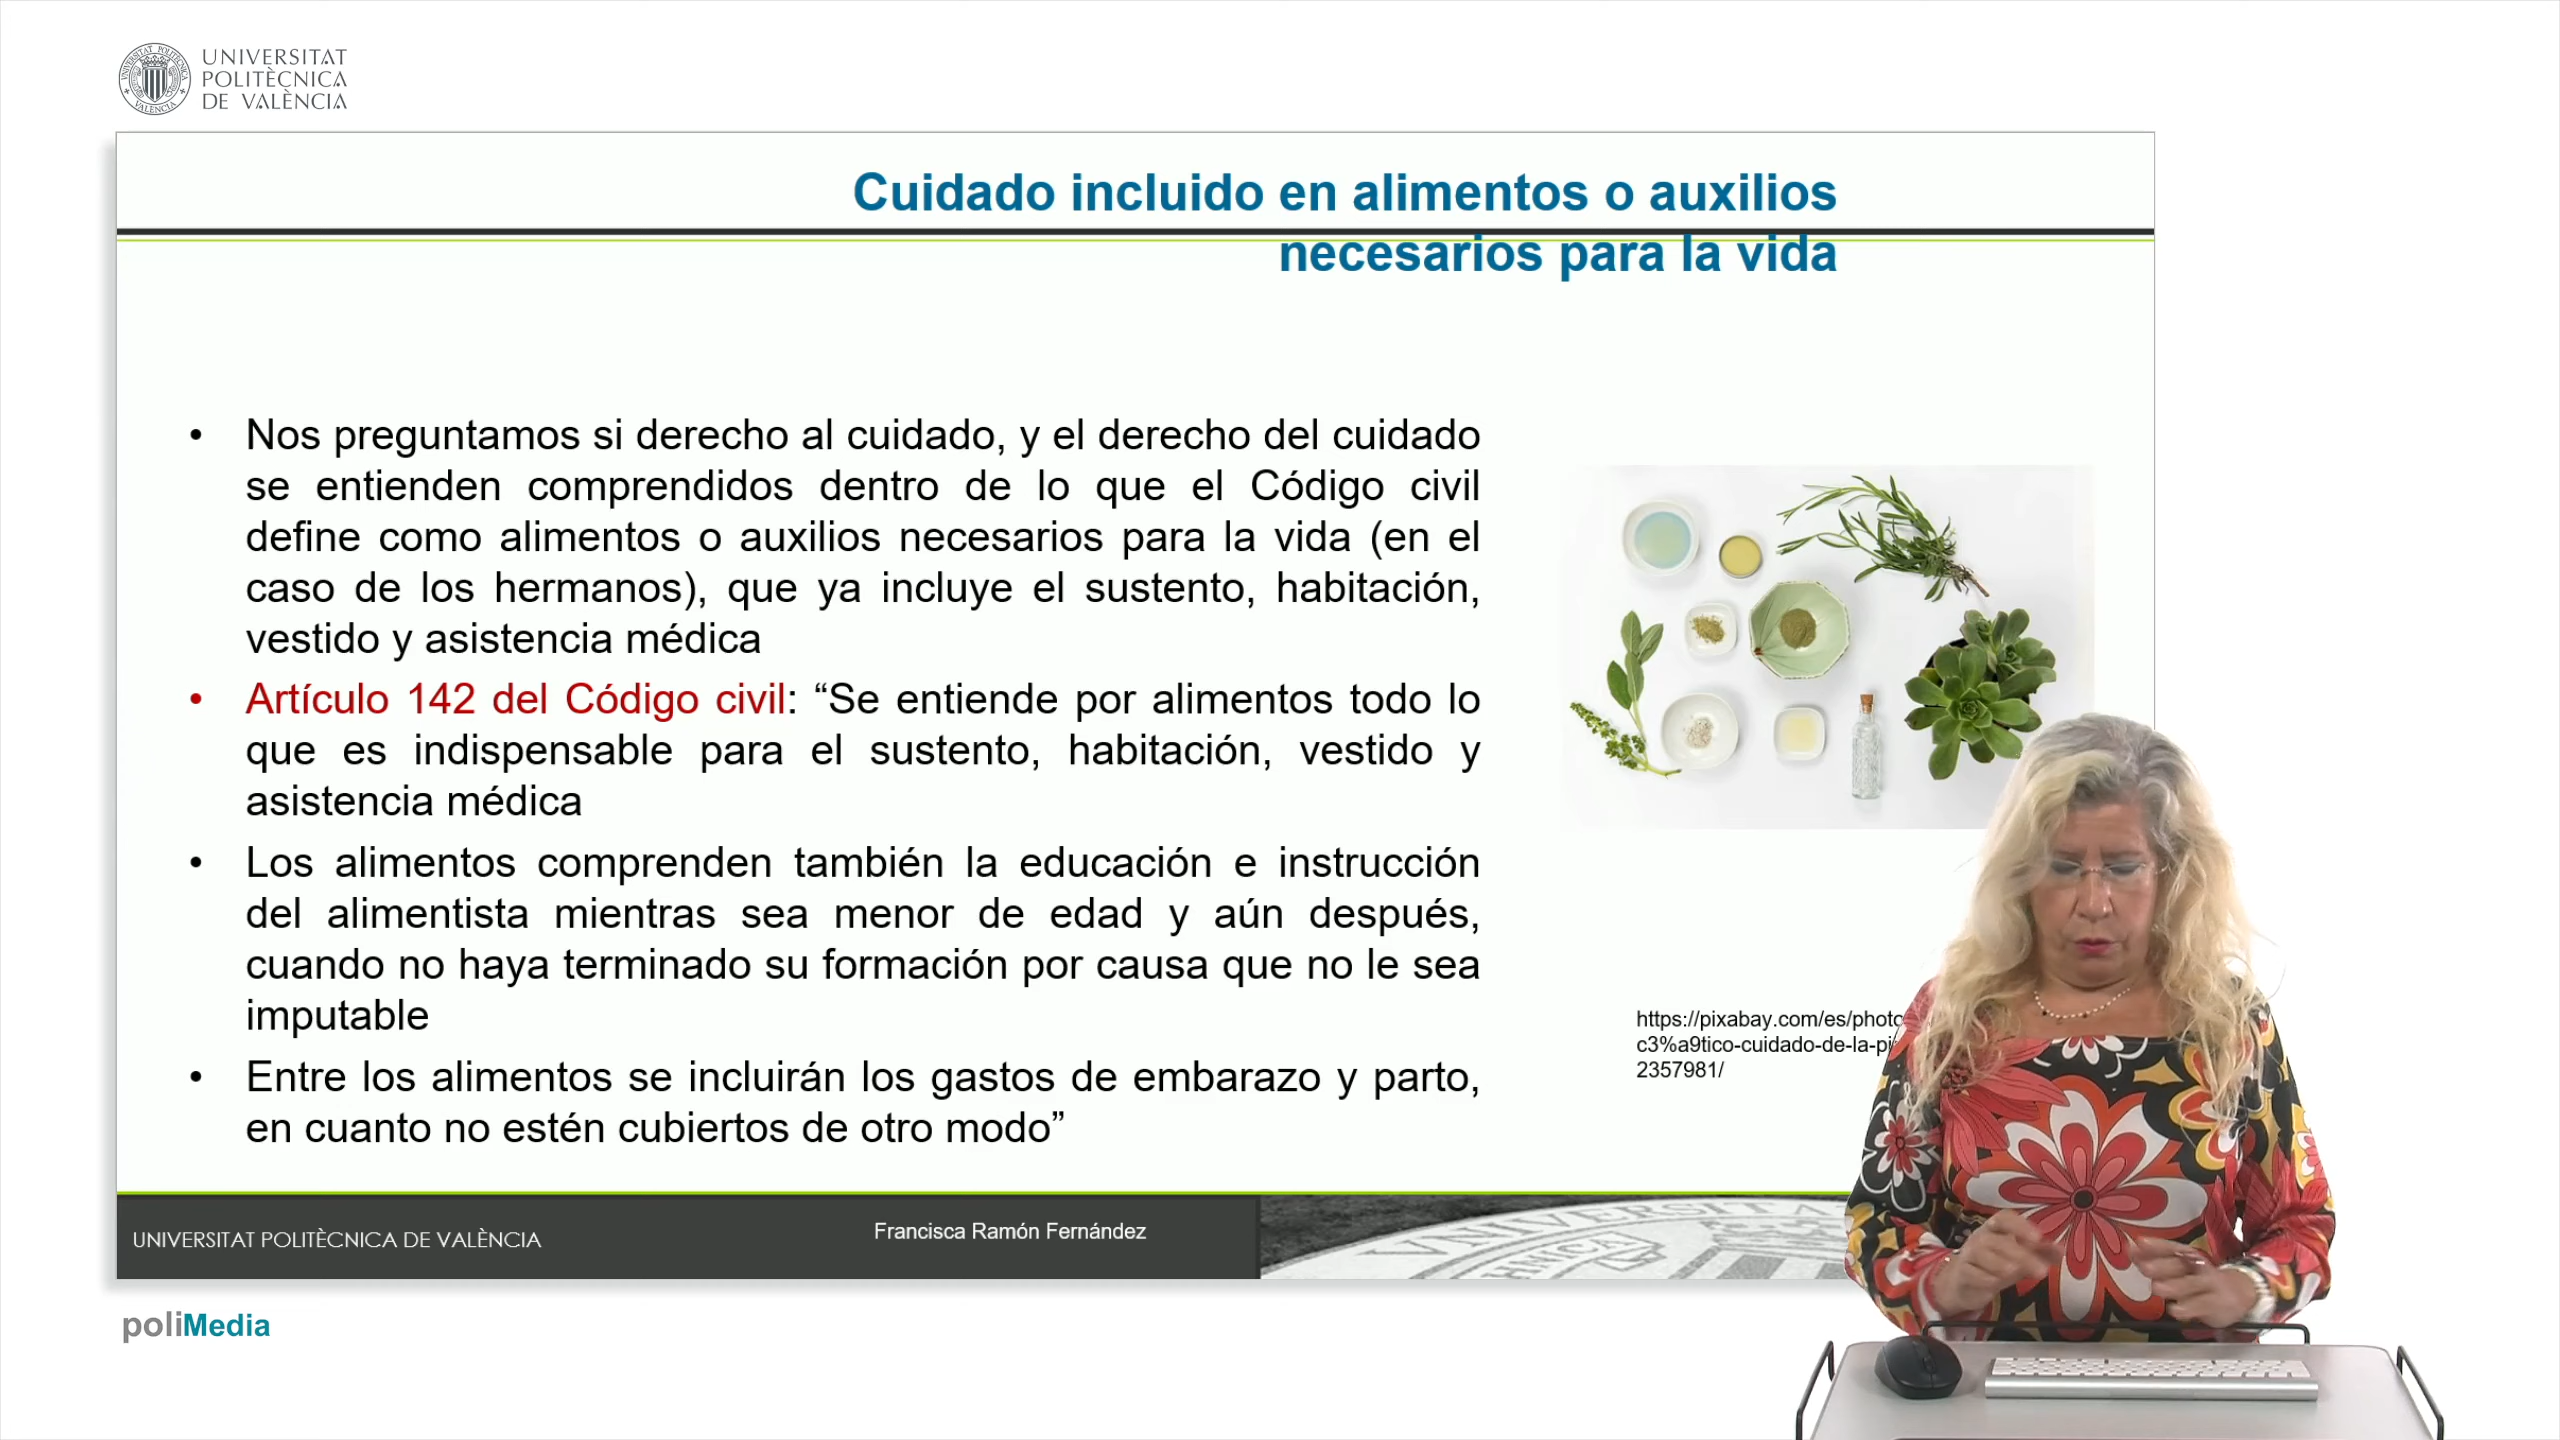 UNIVERSITAT
POLITÈCNICA
DE VALÈNCIA
Cuidado incluido en alimentos o auxilios
necesarios para la vida
• Nos preguntamos si derecho al cuidado, y el derecho del cuidado
se entienden comprendidos dentro de lo que el Código civil
define como alimentos o auxilios necesarios para la vida (en el
caso de los hermanos), que ya incluye el sustento, habitación,
vestido y asistencia médica
• Artículo 142 del Código civil: “Se entiende por alimentos todo lo
que es indispensable para el sustento, habitación, vestido y
asistencia médica
• Los alimentos comprenden también la educación e instrucción
del alimentista mientras sea menor de edad y aún después,
cuando no haya terminado su formación por causa que no le sea
imputable
• Entre los alimentos se incluirán los gastos de embarazo y parto,
en cuanto no estén cubiertos de otro modo”
https://pixabay.com/es/photo
c3%a9tico-cuidado-de-la-pi
2357981/
UNIVERSITAT POLITÈCNICA DE VALÈNCIA
Francisca Ramón Fernández
poliMedia